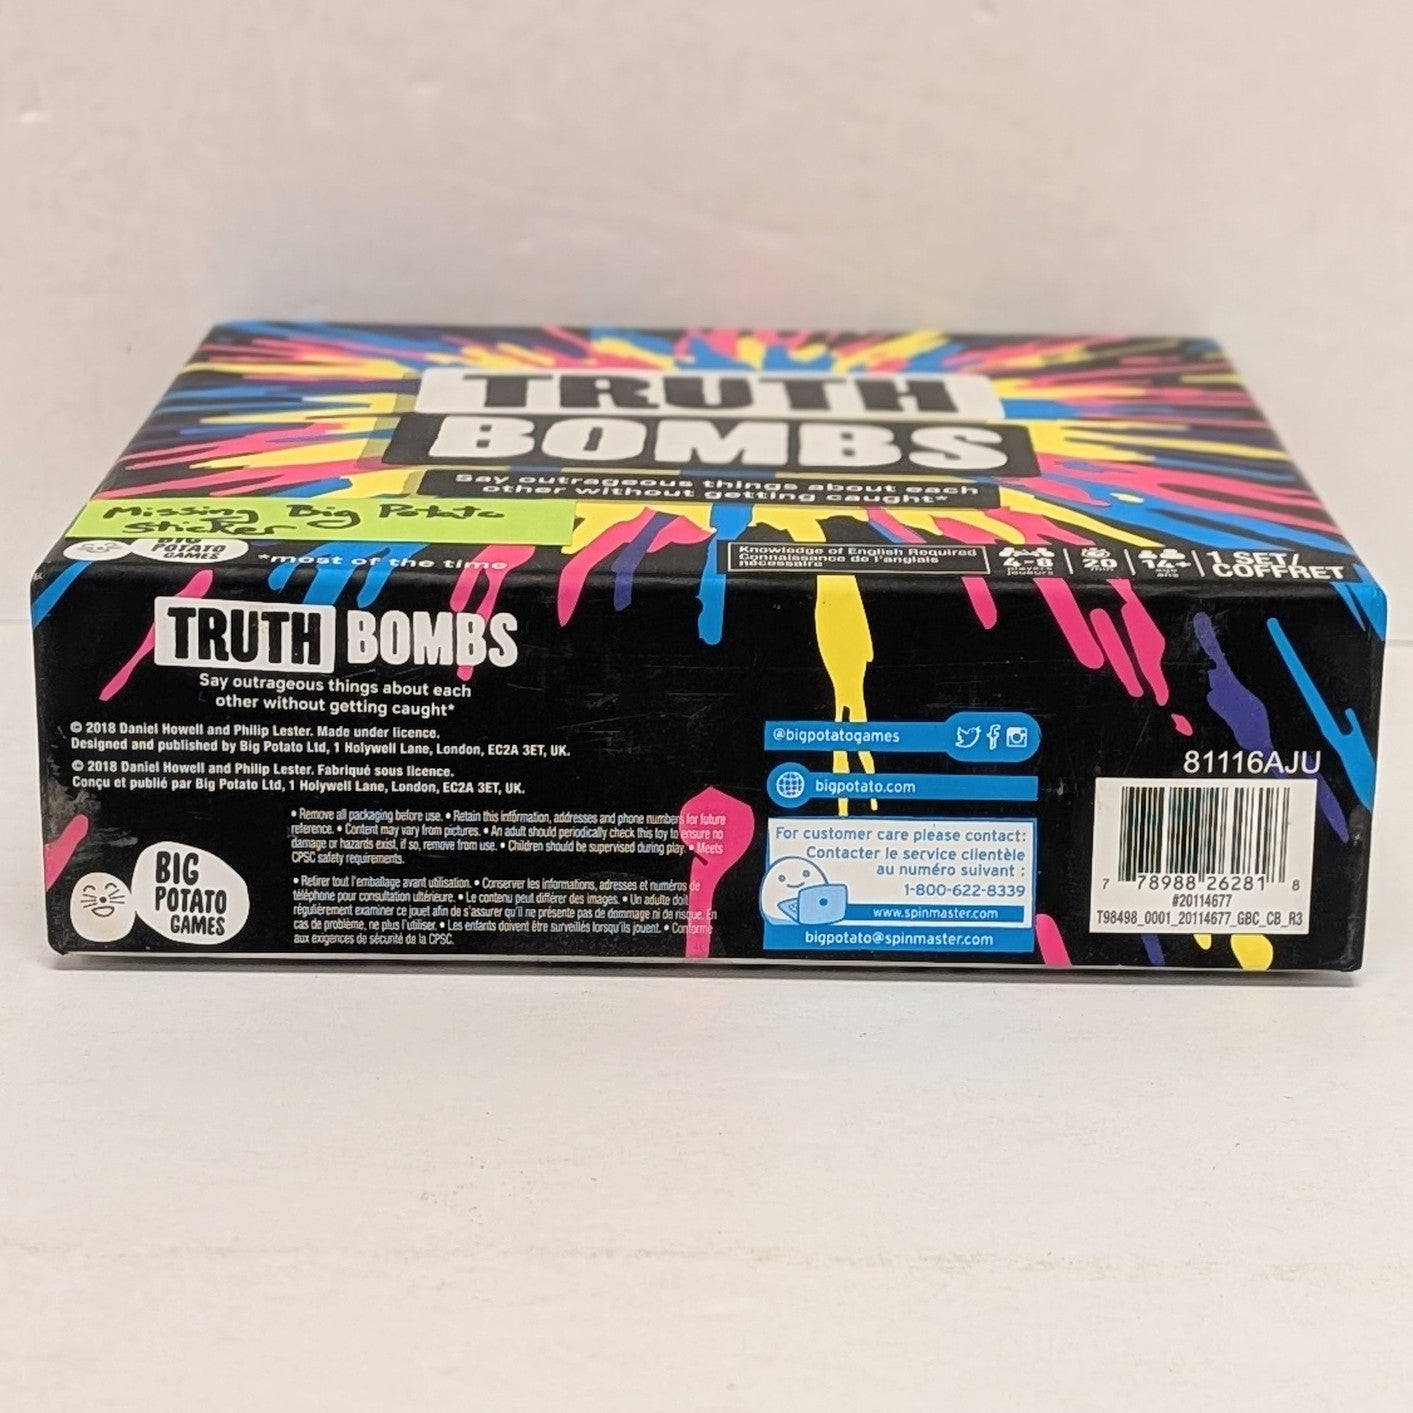 TRUTH
BOMBS
Say outrageous things about each
other without getting caught*
Missing Big Potato
Sticker
BIG
POTATO
GAMES
*most of the time
Knowledge of English Required
Connaissance de l'anglais
nécessaire
4-8
players
joueurs
20
min
14+
age
ans
1 SET/
COFFRET
TRUTH BOMBS
Say outrageous things about each
other without getting caught*
© 2018 Daniel Howell and Philip Lester. Made under licence.
Designed and published by Big Potato Ltd, 1 Holywell Lane, London, EC2A 3ET, UK.
© 2018 Daniel Howell and Philip Lester. Fabriqué sous licence.
Conçu et publié par Big Potato Ltd, 1 Holywell Lane, London, EC2A 3ET, UK.
• Remove all packaging before use. • Retain this information, addresses and phone numbers for future
reference. • Content may vary from pictures. • An adult should periodically check this toy to ensure no
damage or hazards exist, if so, remove from use. • Children should be supervised during play. • Meets
CPSC safety requirements.
• Retirer tout l'emballage avant utilisation. • Conserver les informations, adresses et numéros de
téléphone pour consultation ultérieure. • Le contenu peut différer des images. • Un adulte doit
régulièrement examiner ce jouet afin de s'assurer qu'il ne présente pas de dommage ni de risque. En
cas de problème, ne plus l'utiliser. • Les enfants doivent être surveillés lorsqu'ils jouent. • Conforme
aux exigences de sécurité de la CPSC.
BIG
POTATO
GAMES
@bigpotatogames
bigpotato.com
For customer care please contact:
Contacter le service clientèle
au numéro suivant :
1-800-622-8339
www.spinmaster.com
bigpotato@spinmaster.com
81116AJU
7 78988 26281 8
#20114677
T98498_0001_20114677_GBC_CB_R3